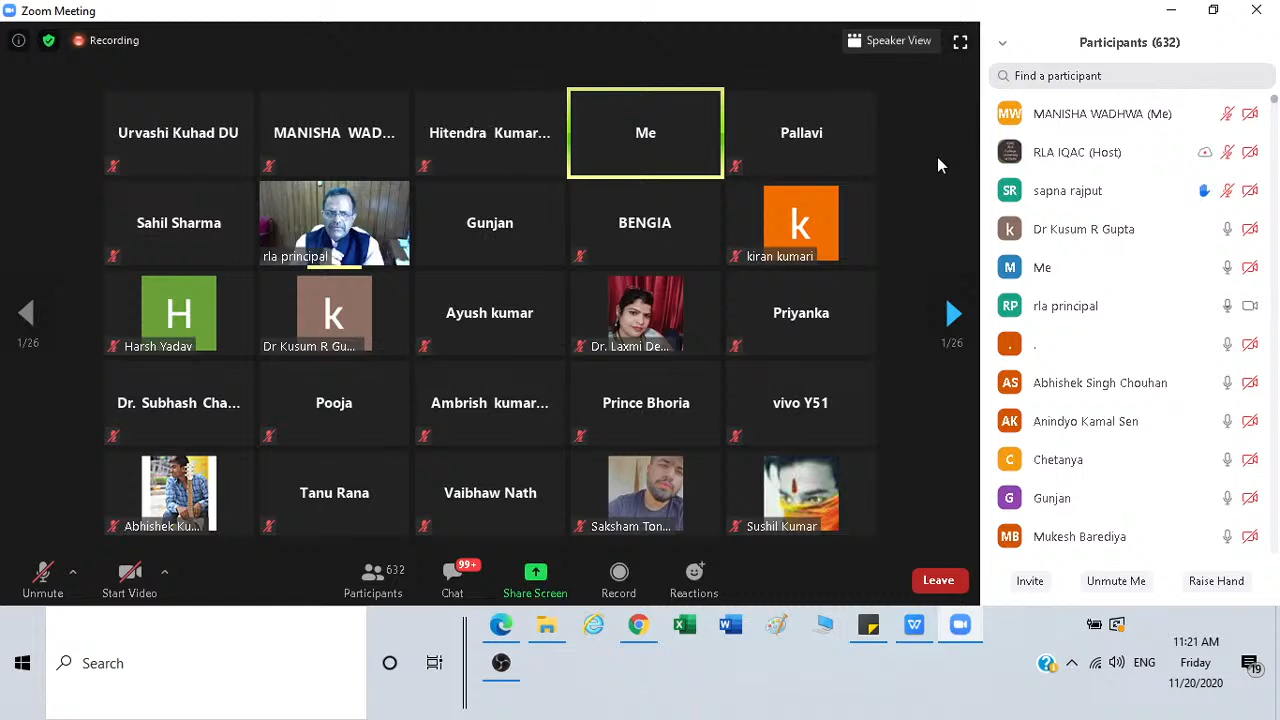 Zoom Meeting
Recording
Speaker View
Participants (632)
Find a participant
Urvashi Kuhad DU
MANISHA WAD...
Hitendra Kumar...
Me
Pallavi
Sahil Sharma
rla principal
Gunjan
BENGIA
k
kiran kumari
H
Harsh Yadav
k
Dr Kusum R Gu...
Ayush kumar
Dr. Laxmi De...
Priyanka
1/26
1/26
Dr. Subhash Cha...
Pooja
Ambrish kumar...
Prince Bhoria
vivo Y51
Abhishek Ku...
Tanu Rana
Vaibhaw Nath
Saksham Ton...
Sushil Kumar
MW MANISHA WADHWA (Me)
RLA IQAC (Host)
SR sapna rajput
k Dr Kusum R Gupta
M Me
RP rla principal
. .
AS Abhishek Singh Chouhan
AK Anindyo Kamal Sen
C Chetanya
G Gunjan
MB Mukesh Barediya
Unmute
Start Video
632
Participants
99+
Chat
Share Screen
Record
Reactions
Leave
Invite
Unmute Me
Raise Hand
Search
ENG
11:21 AM
Friday
11/20/2020
19